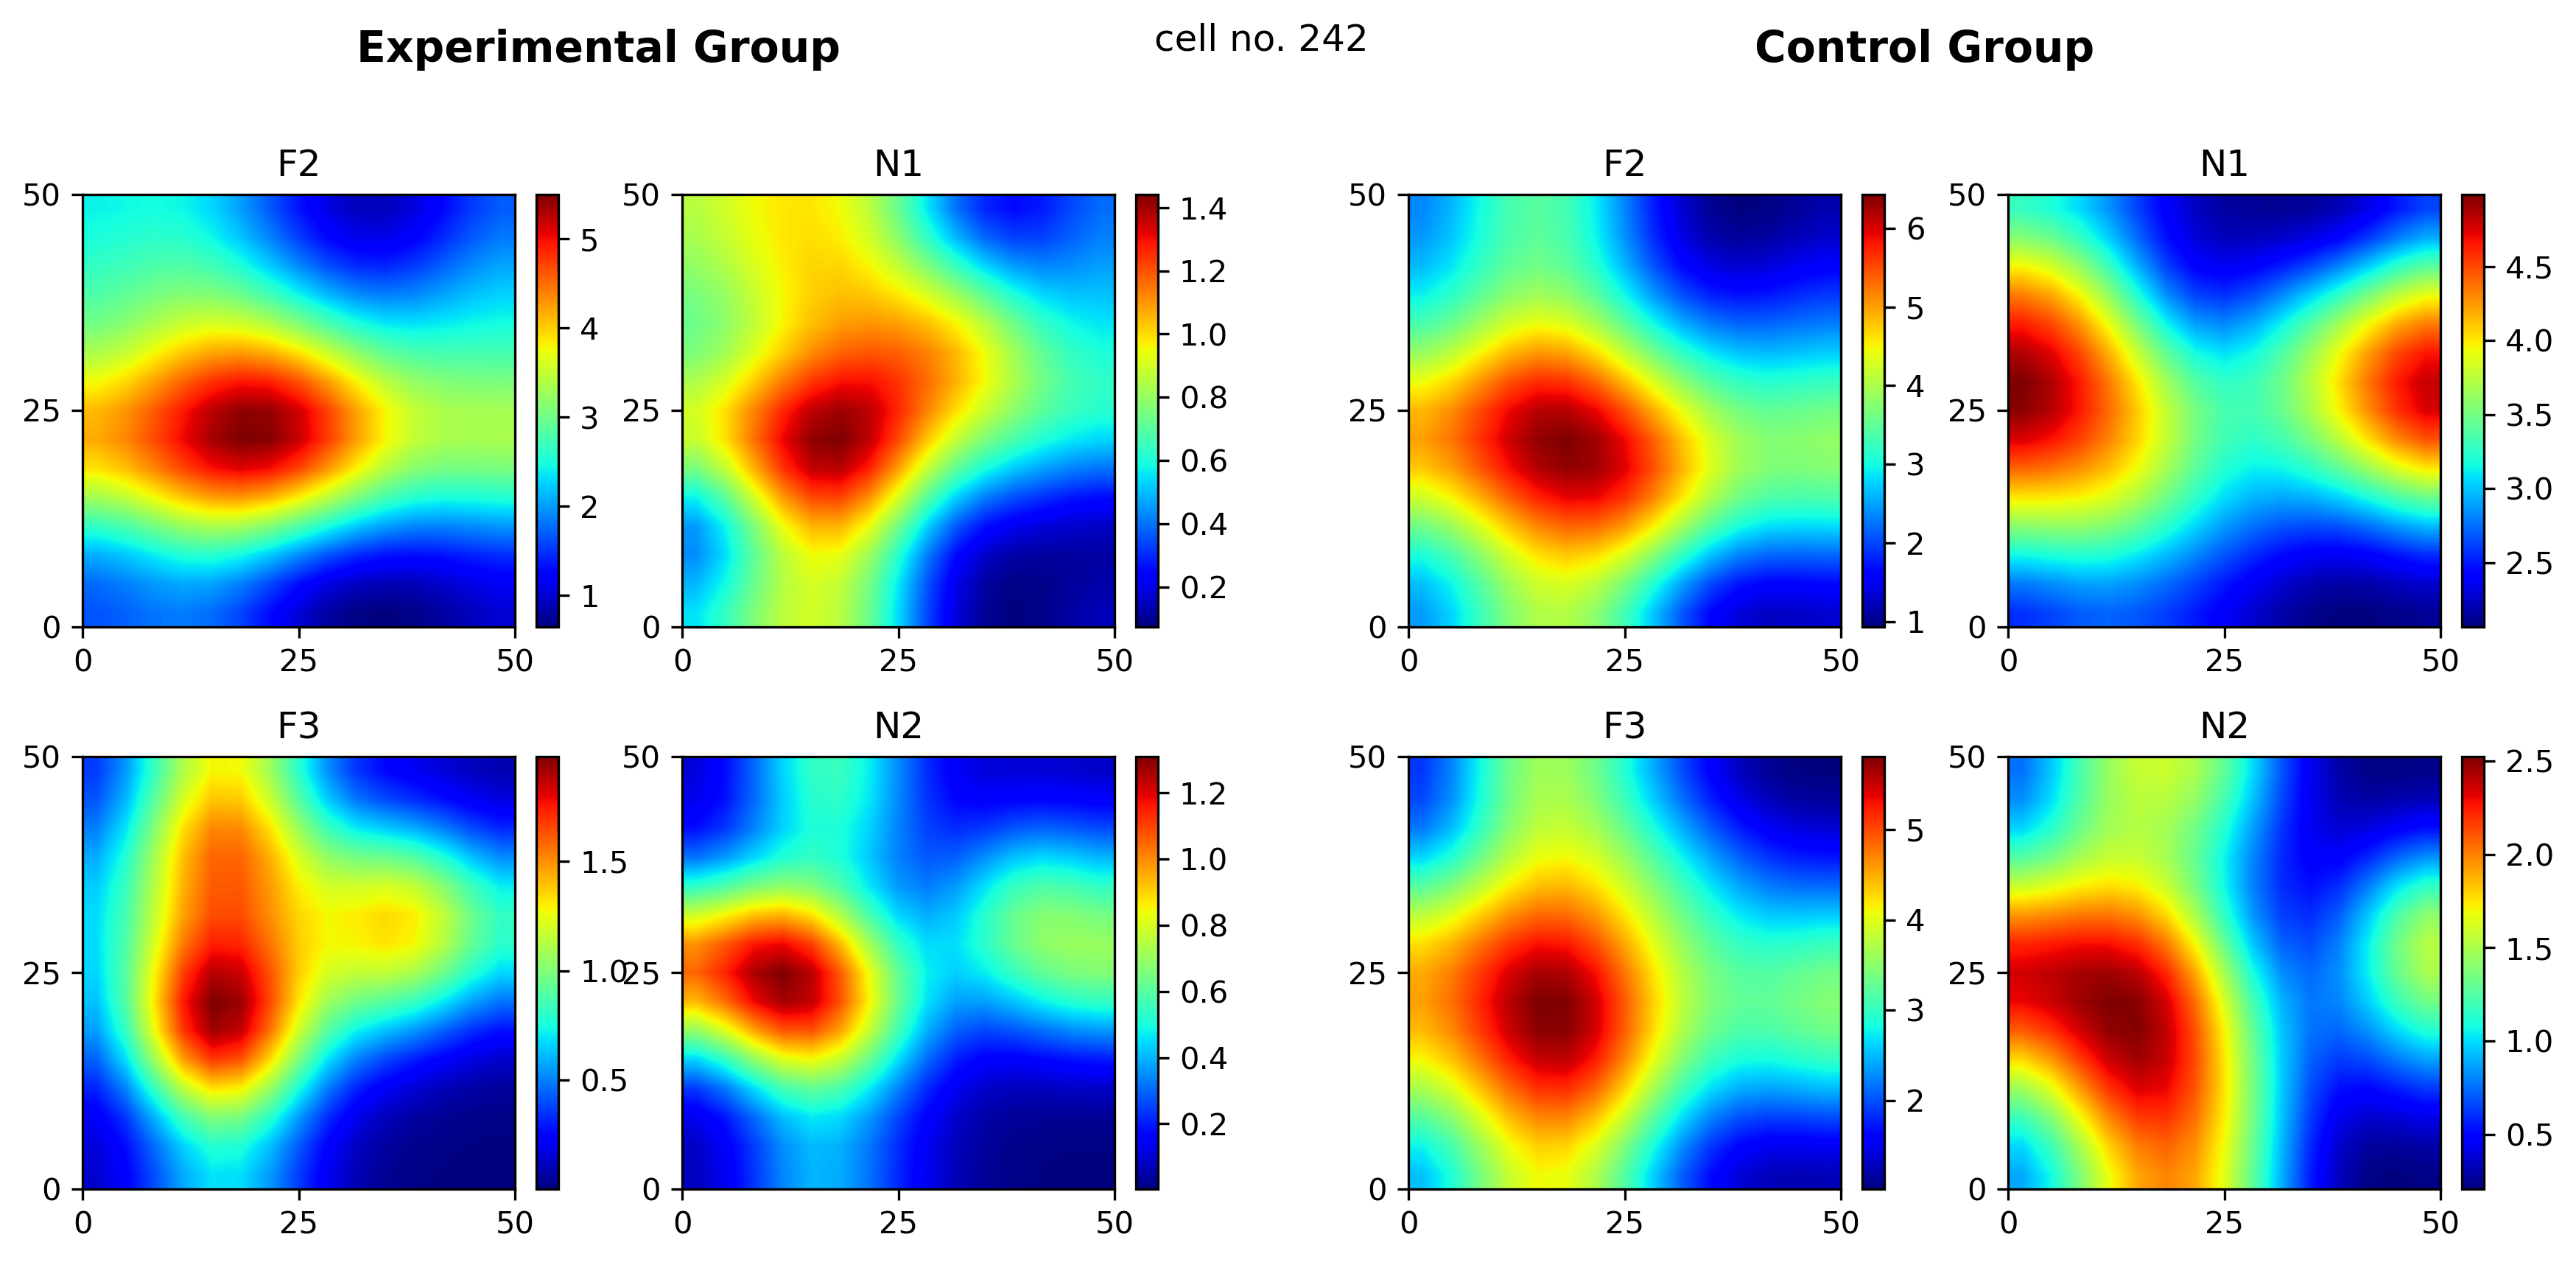 Experimental Group cell no. 242 Control Group
F2 N1 F2 N1
50 50 50 50
5 1.4 6 4.5
4 1.2 5 4.0
3 1.0 4 3.5
2 0.8 3 3.0
1 0.6 2 2.5
0.4 1
0.2
25 25 25 25
0 0 0 0
0 25 50 0 25 50 0 25 50 0 25 50
F3 N2 F3 N2
50 50 50 50
1.5 1.2 5 2.5
1.0 1.0 4 2.0
0.5 0.8 3 1.5
0.6 2 1.0
0.4 0.5
0.2
25 25 25 25
0 0 0 0
0 25 50 0 25 50 0 25 50 0 25 50